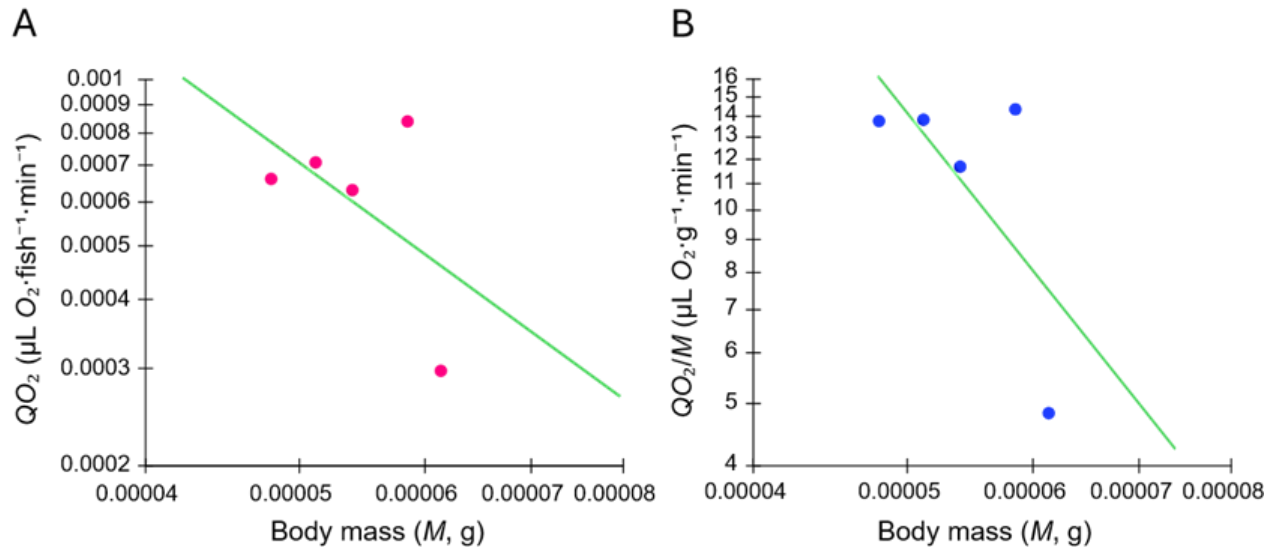 A
0.001
0.0009
0.0008
0.0007
0.0006
0.0005
0.0004
0.0003
0.0002
QO₂ (µL O₂·fish⁻¹·min⁻¹)
0.00004 0.00005 0.00006 0.00007 0.00008
Body mass (M, g)
B
16
15
14
13
12
11
10
9
8
7
6
5
4
QO₂/M (µL O₂·g⁻¹·min⁻¹)
0.00004 0.00005 0.00006 0.00007 0.00008
Body mass (M, g)